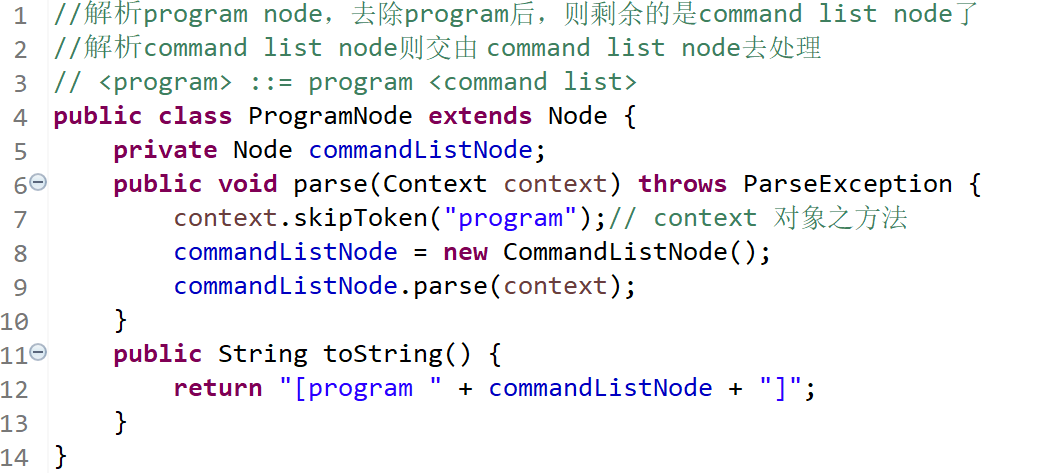 1 //解析program node，去除program后，则剩余的是command list node了
2 //解析command list node则交由 command list node去处理
3 // <program> ::= program <command list>
4 public class ProgramNode extends Node {
5     private Node commandListNode;
6     public void parse(Context context) throws ParseException {
7         context.skipToken("program");// context 对象之方法
8         commandListNode = new CommandListNode();
9         commandListNode.parse(context);
10     }
11     public String toString() {
12         return "[program " + commandListNode + "]";
13     }
14 }